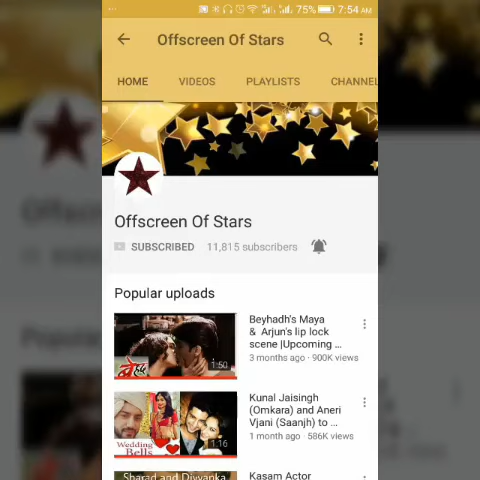 75% 7:54 AM
Offscreen Of Stars
HOME VIDEOS PLAYLISTS CHANNEL
Offscreen Of Stars
SUBSCRIBED 11,815 subscribers
Popular uploads
Beyhadh's Maya
& Arjun's lip lock
scene |Upcoming ...
3 months ago · 900K views
बेहद
1:50
Kunal Jaisingh
(Omkara) and Aneri
Vjani (Saanjh) to ...
1 month ago · 586K views
Wedding
Bells
1:16
Sharad and Divyanka
Kasam Actor